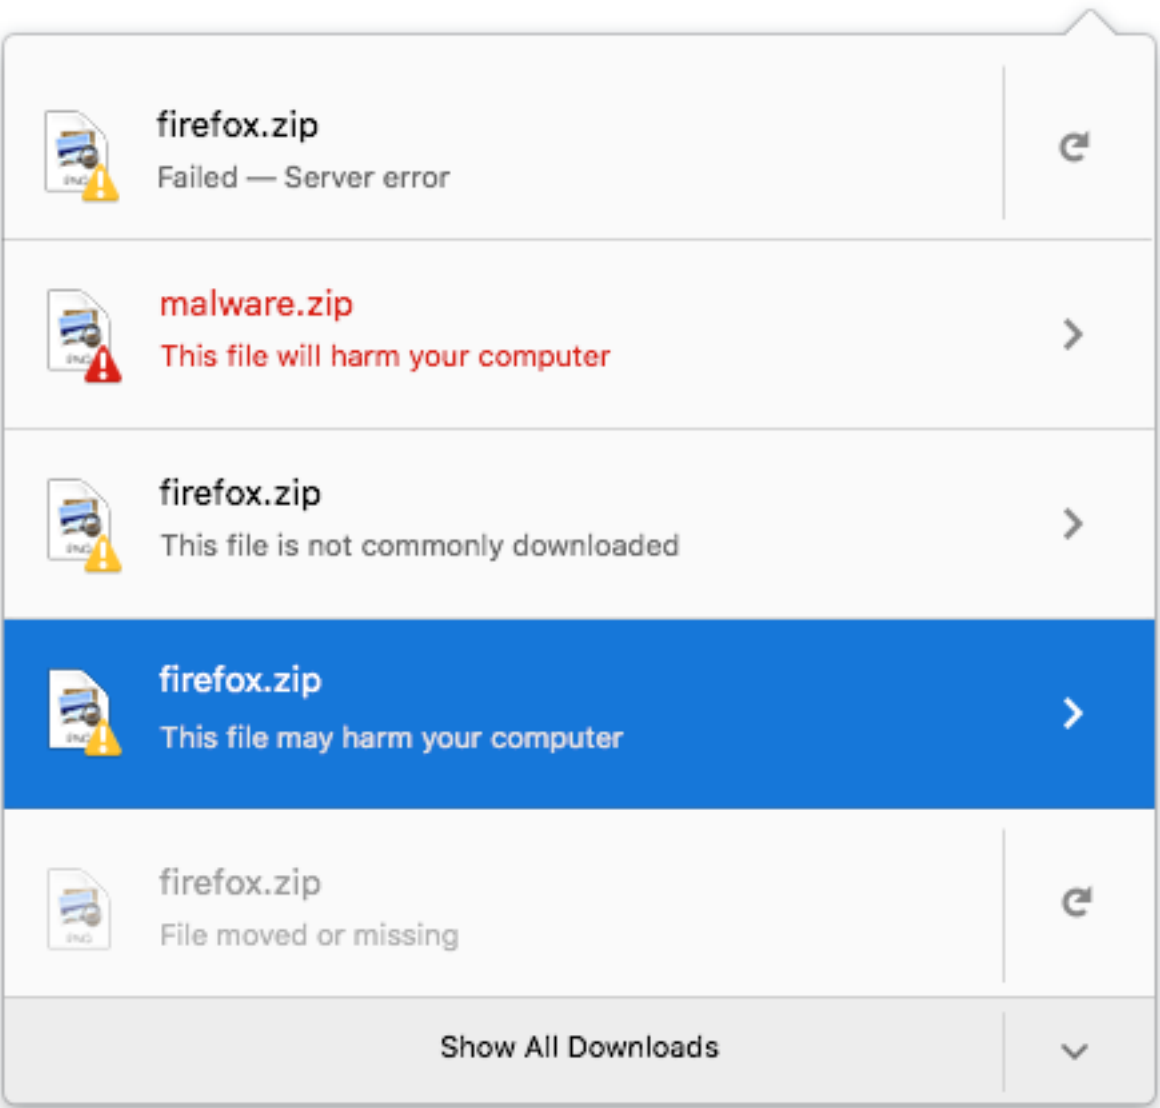 firefox.zip
Failed — Server error
malware.zip
This file will harm your computer
firefox.zip
This file is not commonly downloaded
firefox.zip
This file may harm your computer
firefox.zip
File moved or missing
Show All Downloads